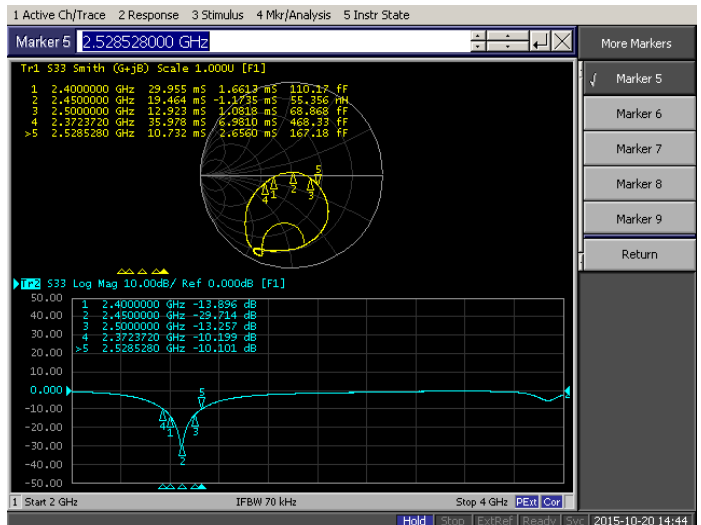 1 Active Ch/Trace 2 Response 3 Stimulus 4 Mkr/Analysis 5 Instr State
Marker 5 2.528528000 GHz
More Markers
Tr1 S33 Smith (G+jB) Scale 1.000U [F1]
1 2.4000000 GHz 29.955 mS 1.6613 mS 110.17 fF
2 2.4500000 GHz 19.464 mS -1.1735 mS 55.356 nH
3 2.5000000 GHz 12.923 mS 1.0818 mS 68.868 fF
4 2.3723720 GHz 35.978 mS 6.9810 mS 468.33 fF
>5 2.5285280 GHz 10.732 mS 2.6560 mS 167.18 fF
5
4 1 2 3
√ Marker 5
Marker 6
Marker 7
Marker 8
Marker 9
Return
Tr2 S33 Log Mag 10.00dB/ Ref 0.000dB [F1]
1 2.4000000 GHz -13.896 dB
2 2.4500000 GHz -29.714 dB
3 2.5000000 GHz -13.257 dB
4 2.3723720 GHz -10.199 dB
>5 2.5285280 GHz -10.101 dB
50.00
40.00
30.00
20.00
10.00
0.000
-10.00
-20.00
-30.00
-40.00
-50.00
5
4 1 3
2
1 Start 2 GHz IFBW 70 kHz Stop 4 GHz PExt Cor
Hold Stop ExtRef Ready Svc 2015-10-20 14:44